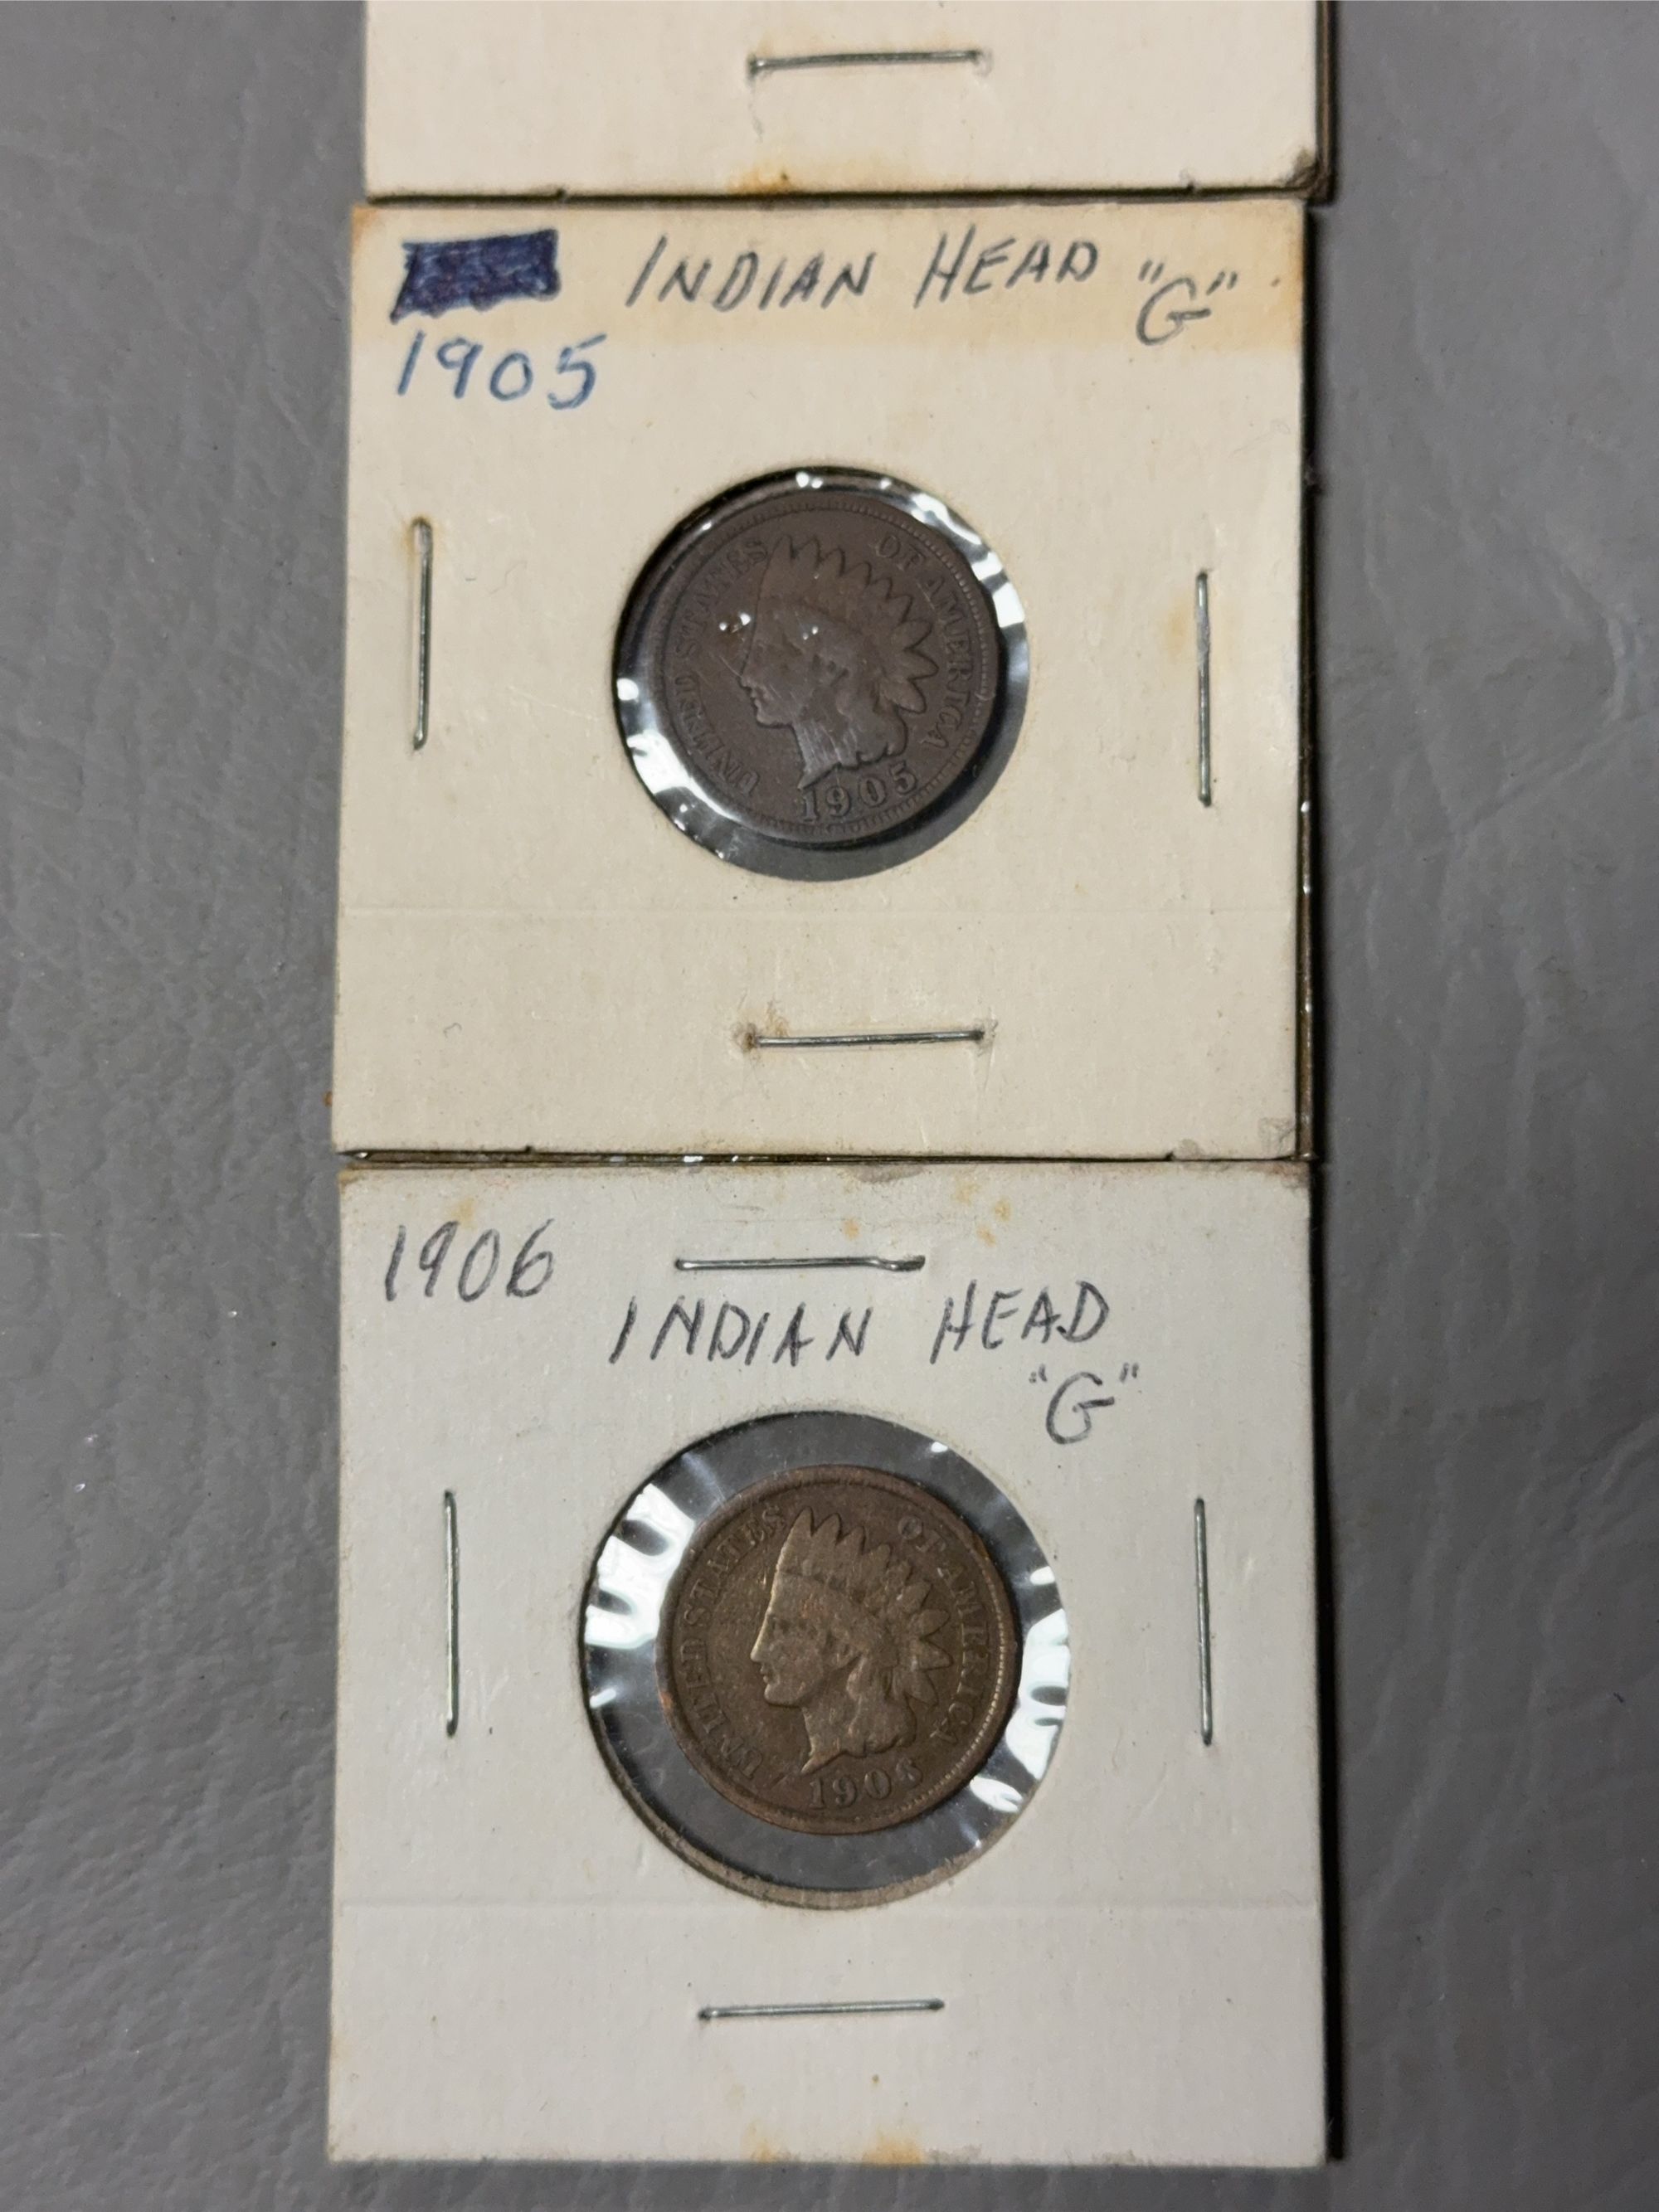 INDIAN HEAD "G"
1905
UNITED STATES OF AMERICA
1905
1906
INDIAN HEAD
"G"
UNITED STATES OF AMERICA
1906